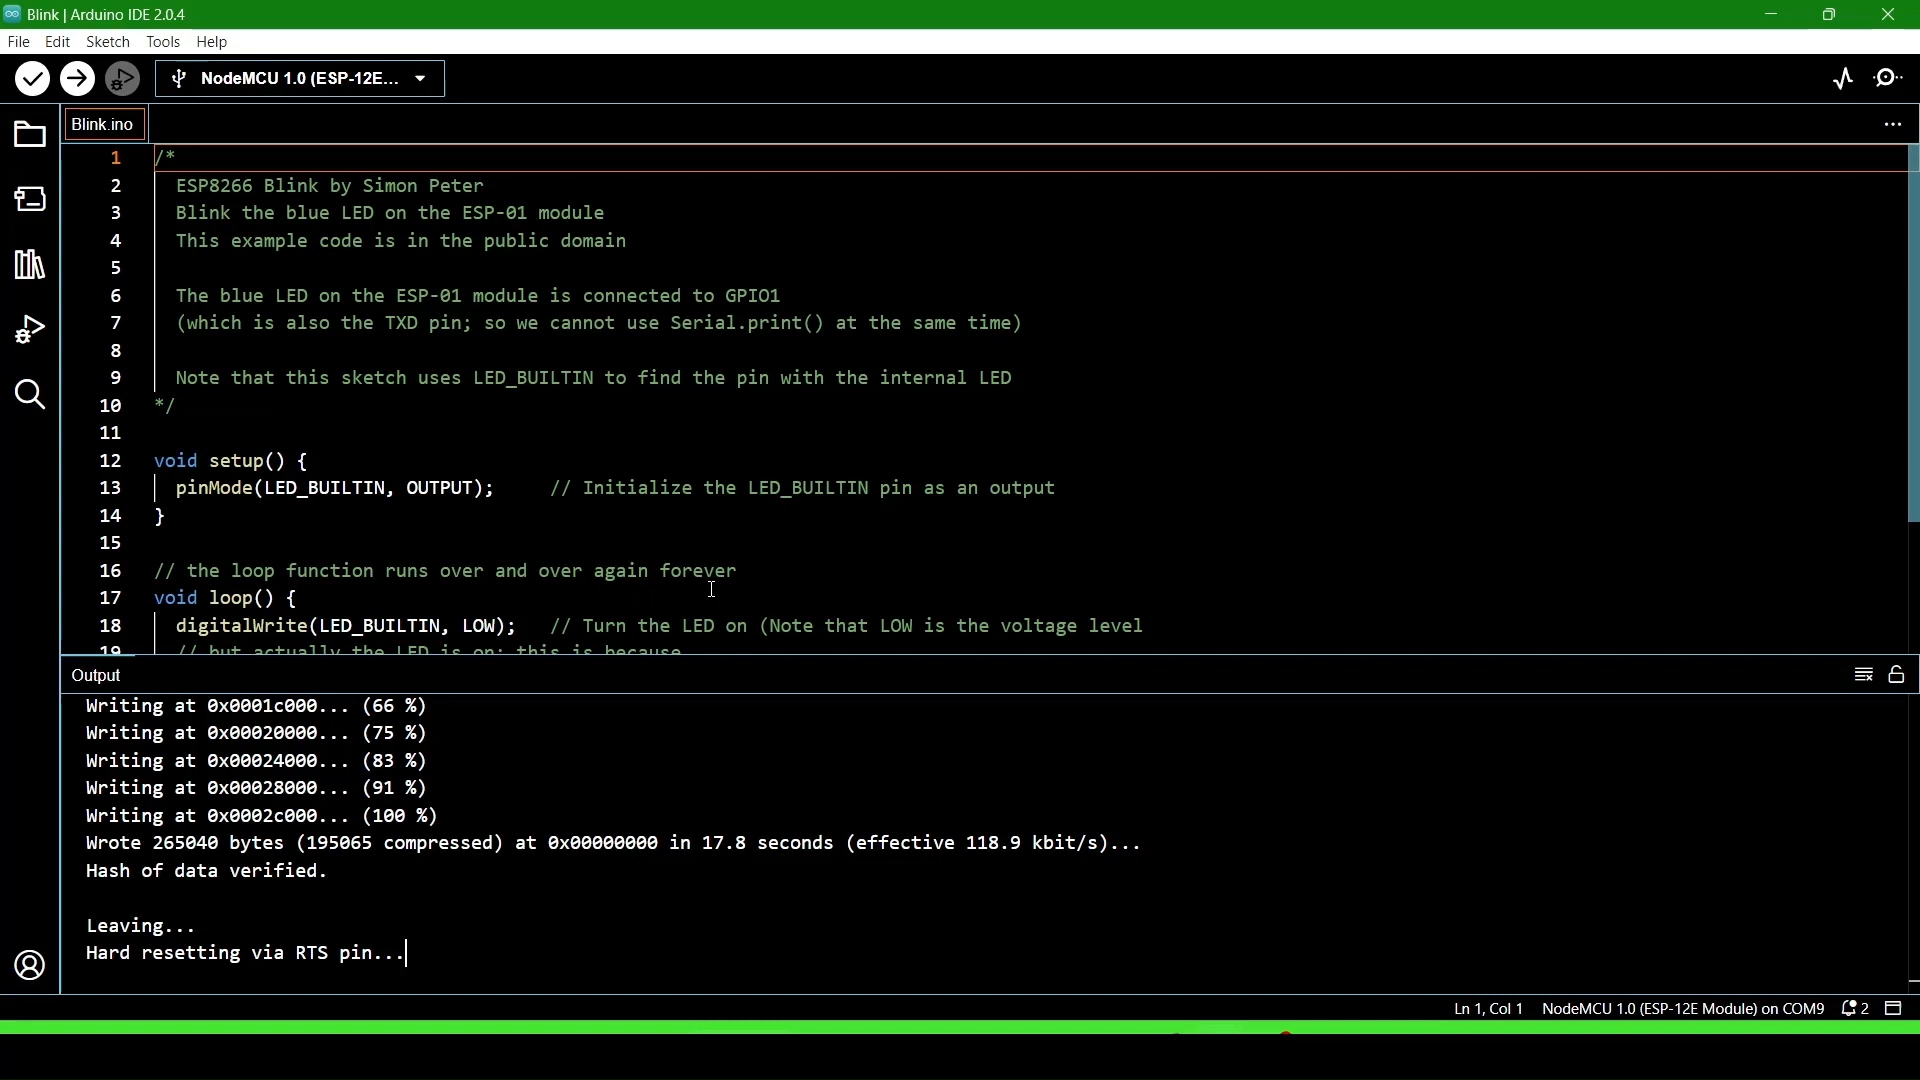 Blink | Arduino IDE 2.0.4
File Edit Sketch Tools Help
NodeMCU 1.0 (ESP-12E...
Blink.ino
1 /*
2 ESP8266 Blink by Simon Peter
3 Blink the blue LED on the ESP-01 module
4 This example code is in the public domain
5
6 The blue LED on the ESP-01 module is connected to GPIO1
7 (which is also the TXD pin; so we cannot use Serial.print() at the same time)
8
9 Note that this sketch uses LED_BUILTIN to find the pin with the internal LED
10 */
11
12 void setup() {
13 pinMode(LED_BUILTIN, OUTPUT); // Initialize the LED_BUILTIN pin as an output
14 }
15
16 // the loop function runs over and over again forever
17 void loop() {
18 digitalWrite(LED_BUILTIN, LOW); // Turn the LED on (Note that LOW is the voltage level
19 // but actually the LED is on; this is because
Output
Writing at 0x0001c000... (66 %)
Writing at 0x00020000... (75 %)
Writing at 0x00024000... (83 %)
Writing at 0x00028000... (91 %)
Writing at 0x0002c000... (100 %)
Wrote 265040 bytes (195065 compressed) at 0x00000000 in 17.8 seconds (effective 118.9 kbit/s)...
Hash of data verified.
Leaving...
Hard resetting via RTS pin...
Ln 1, Col 1 NodeMCU 1.0 (ESP-12E Module) on COM9 2